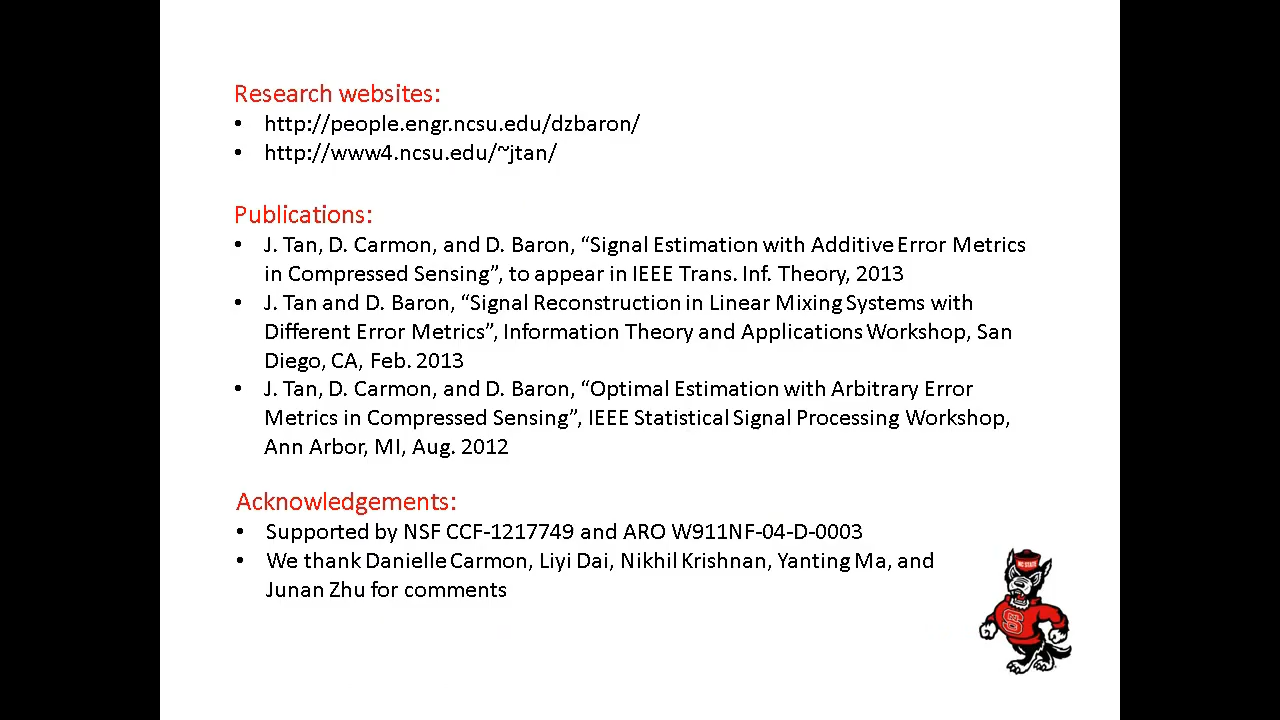 Research websites:
• http://people.engr.ncsu.edu/dzbaron/
• http://www4.ncsu.edu/~jtan/
Publications:
• J. Tan, D. Carmon, and D. Baron, “Signal Estimation with Additive Error Metrics
in Compressed Sensing”, to appear in IEEE Trans. Inf. Theory, 2013
• J. Tan and D. Baron, “Signal Reconstruction in Linear Mixing Systems with
Different Error Metrics”, Information Theory and Applications Workshop, San
Diego, CA, Feb. 2013
• J. Tan, D. Carmon, and D. Baron, “Optimal Estimation with Arbitrary Error
Metrics in Compressed Sensing”, IEEE Statistical Signal Processing Workshop,
Ann Arbor, MI, Aug. 2012
Acknowledgements:
• Supported by NSF CCF-1217749 and ARO W911NF-04-D-0003
• We thank Danielle Carmon, Liyi Dai, Nikhil Krishnan, Yanting Ma, and
Junan Zhu for comments
NC STATE
S